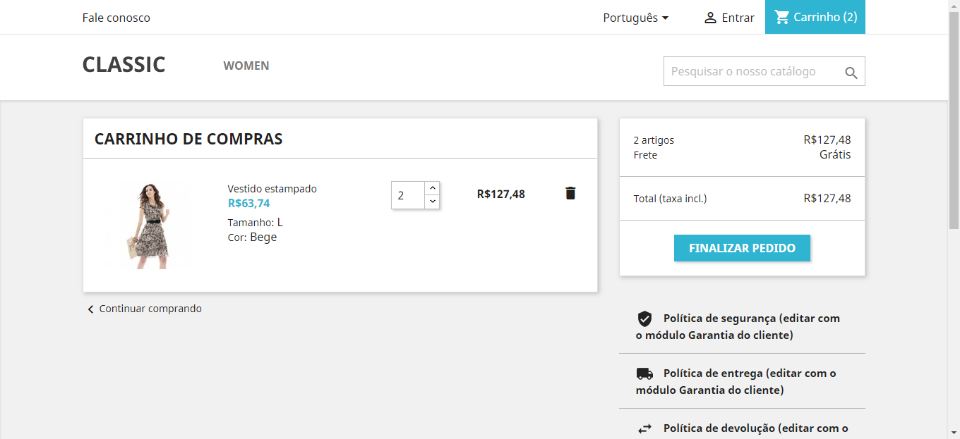 Fale conosco
Português
Entrar
Carrinho (2)
CLASSIC
WOMEN
Pesquisar o nosso catálogo
CARRINHO DE COMPRAS
Vestido estampado
R$63,74
Tamanho: L
Cor: Bege
2
R$127,48
Continuar comprando
2 artigos R$127,48
Frete Grátis
Total (taxa incl.) R$127,48
FINALIZAR PEDIDO
Política de segurança (editar com
o módulo Garantia do cliente)
Política de entrega (editar com o
módulo Garantia do cliente)
Política de devolução (editar com o